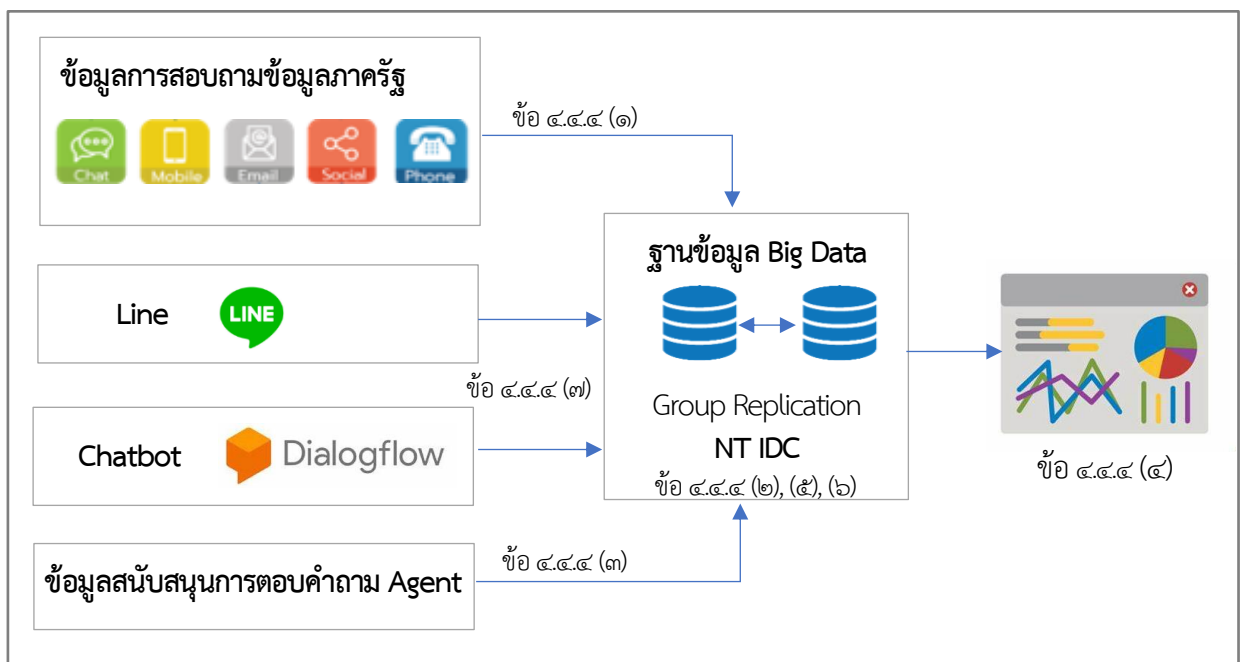 ข้อมูลการสอบถามข้อมูลภาครัฐ
Chat
Mobile
Email
Social
Phone
ข้อ ๔.๔.๔ (๑)
Line
LINE
ข้อ ๔.๔.๔ (๗)
Chatbot
Dialogflow
ข้อมูลสนับสนุนการตอบคำถาม Agent
ข้อ ๔.๔.๔ (๓)
ฐานข้อมูล Big Data
Group Replication
NT IDC
ข้อ ๔.๔.๔ (๒), (๕), (๖)
ข้อ ๔.๔.๔ (๔)